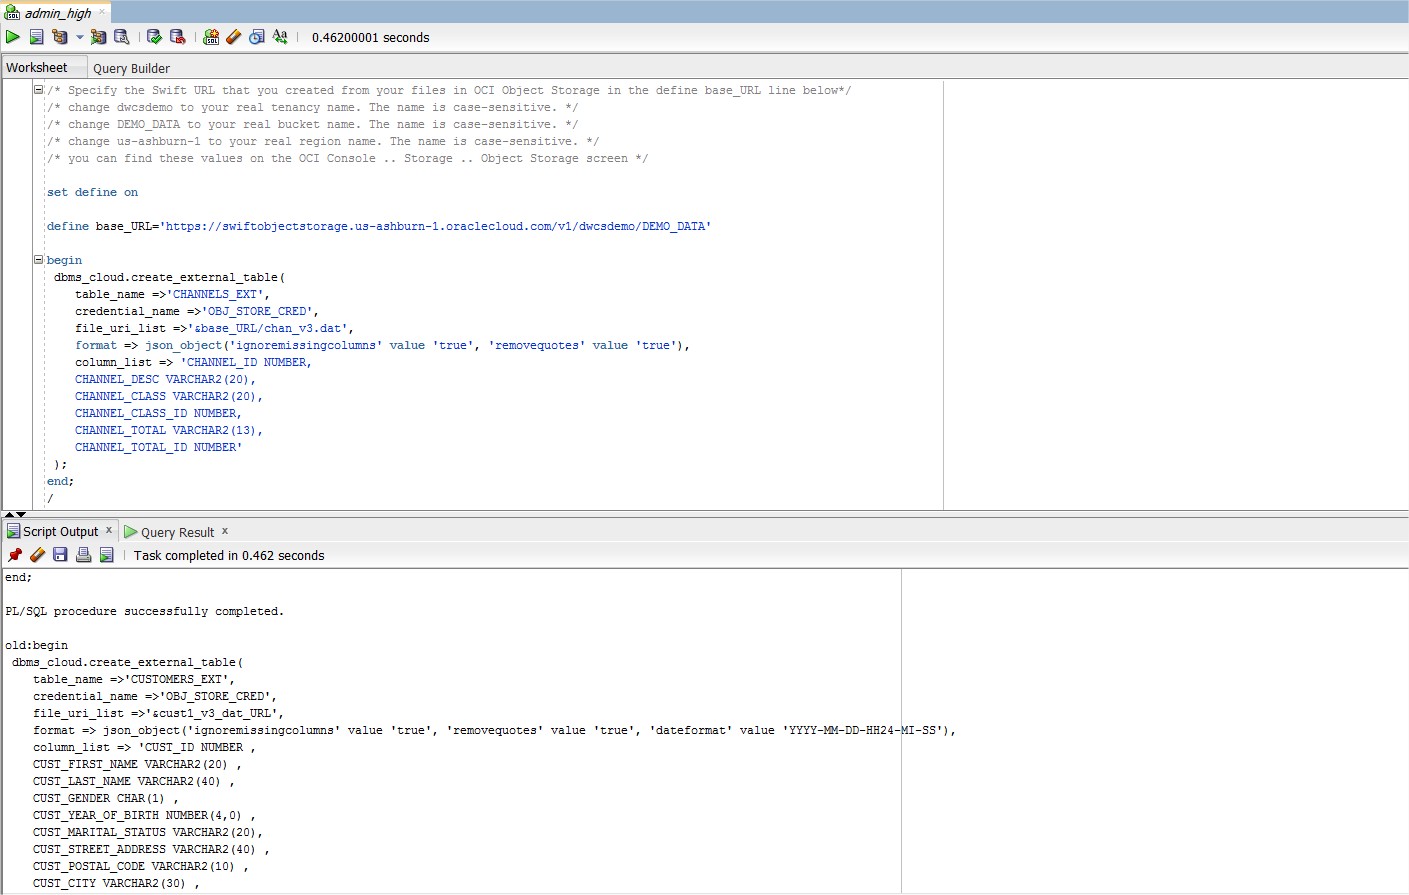 admin_high
0.46200001 seconds
Worksheet Query Builder
/* Specify the Swift URL that you created from your files in OCI Object Storage in the define base_URL line below*/
/* change dwcsdemo to your real tenancy name. The name is case-sensitive. */
/* change DEMO_DATA to your real bucket name. The name is case-sensitive. */
/* change us-ashburn-1 to your real region name. The name is case-sensitive. */
/* you can find these values on the OCI Console .. Storage .. Object Storage screen */
set define on
define base_URL='https://swiftobjectstorage.us-ashburn-1.oraclecloud.com/v1/dwcsdemo/DEMO_DATA'
begin
dbms_cloud.create_external_table(
table_name =>'CHANNELS_EXT',
credential_name =>'OBJ_STORE_CRED',
file_uri_list =>'&base_URL/chan_v3.dat',
format => json_object('ignoremissingcolumns' value 'true', 'removequotes' value 'true'),
column_list => 'CHANNEL_ID NUMBER,
CHANNEL_DESC VARCHAR2(20),
CHANNEL_CLASS VARCHAR2(20),
CHANNEL_CLASS_ID NUMBER,
CHANNEL_TOTAL VARCHAR2(13),
CHANNEL_TOTAL_ID NUMBER'
);
end;
/
Script Output x Query Result x
Task completed in 0.462 seconds
end;
PL/SQL procedure successfully completed.
old:begin
dbms_cloud.create_external_table(
table_name =>'CUSTOMERS_EXT',
credential_name =>'OBJ_STORE_CRED',
file_uri_list =>'&cust1_v3_dat_URL',
format => json_object('ignoremissingcolumns' value 'true', 'removequotes' value 'true', 'dateformat' value 'YYYY-MM-DD-HH24-MI-SS'),
column_list => 'CUST_ID NUMBER ,
CUST_FIRST_NAME VARCHAR2(20) ,
CUST_LAST_NAME VARCHAR2(40) ,
CUST_GENDER CHAR(1) ,
CUST_YEAR_OF_BIRTH NUMBER(4,0) ,
CUST_MARITAL_STATUS VARCHAR2(20),
CUST_STREET_ADDRESS VARCHAR2(40) ,
CUST_POSTAL_CODE VARCHAR2(10) ,
CUST_CITY VARCHAR2(30) ,